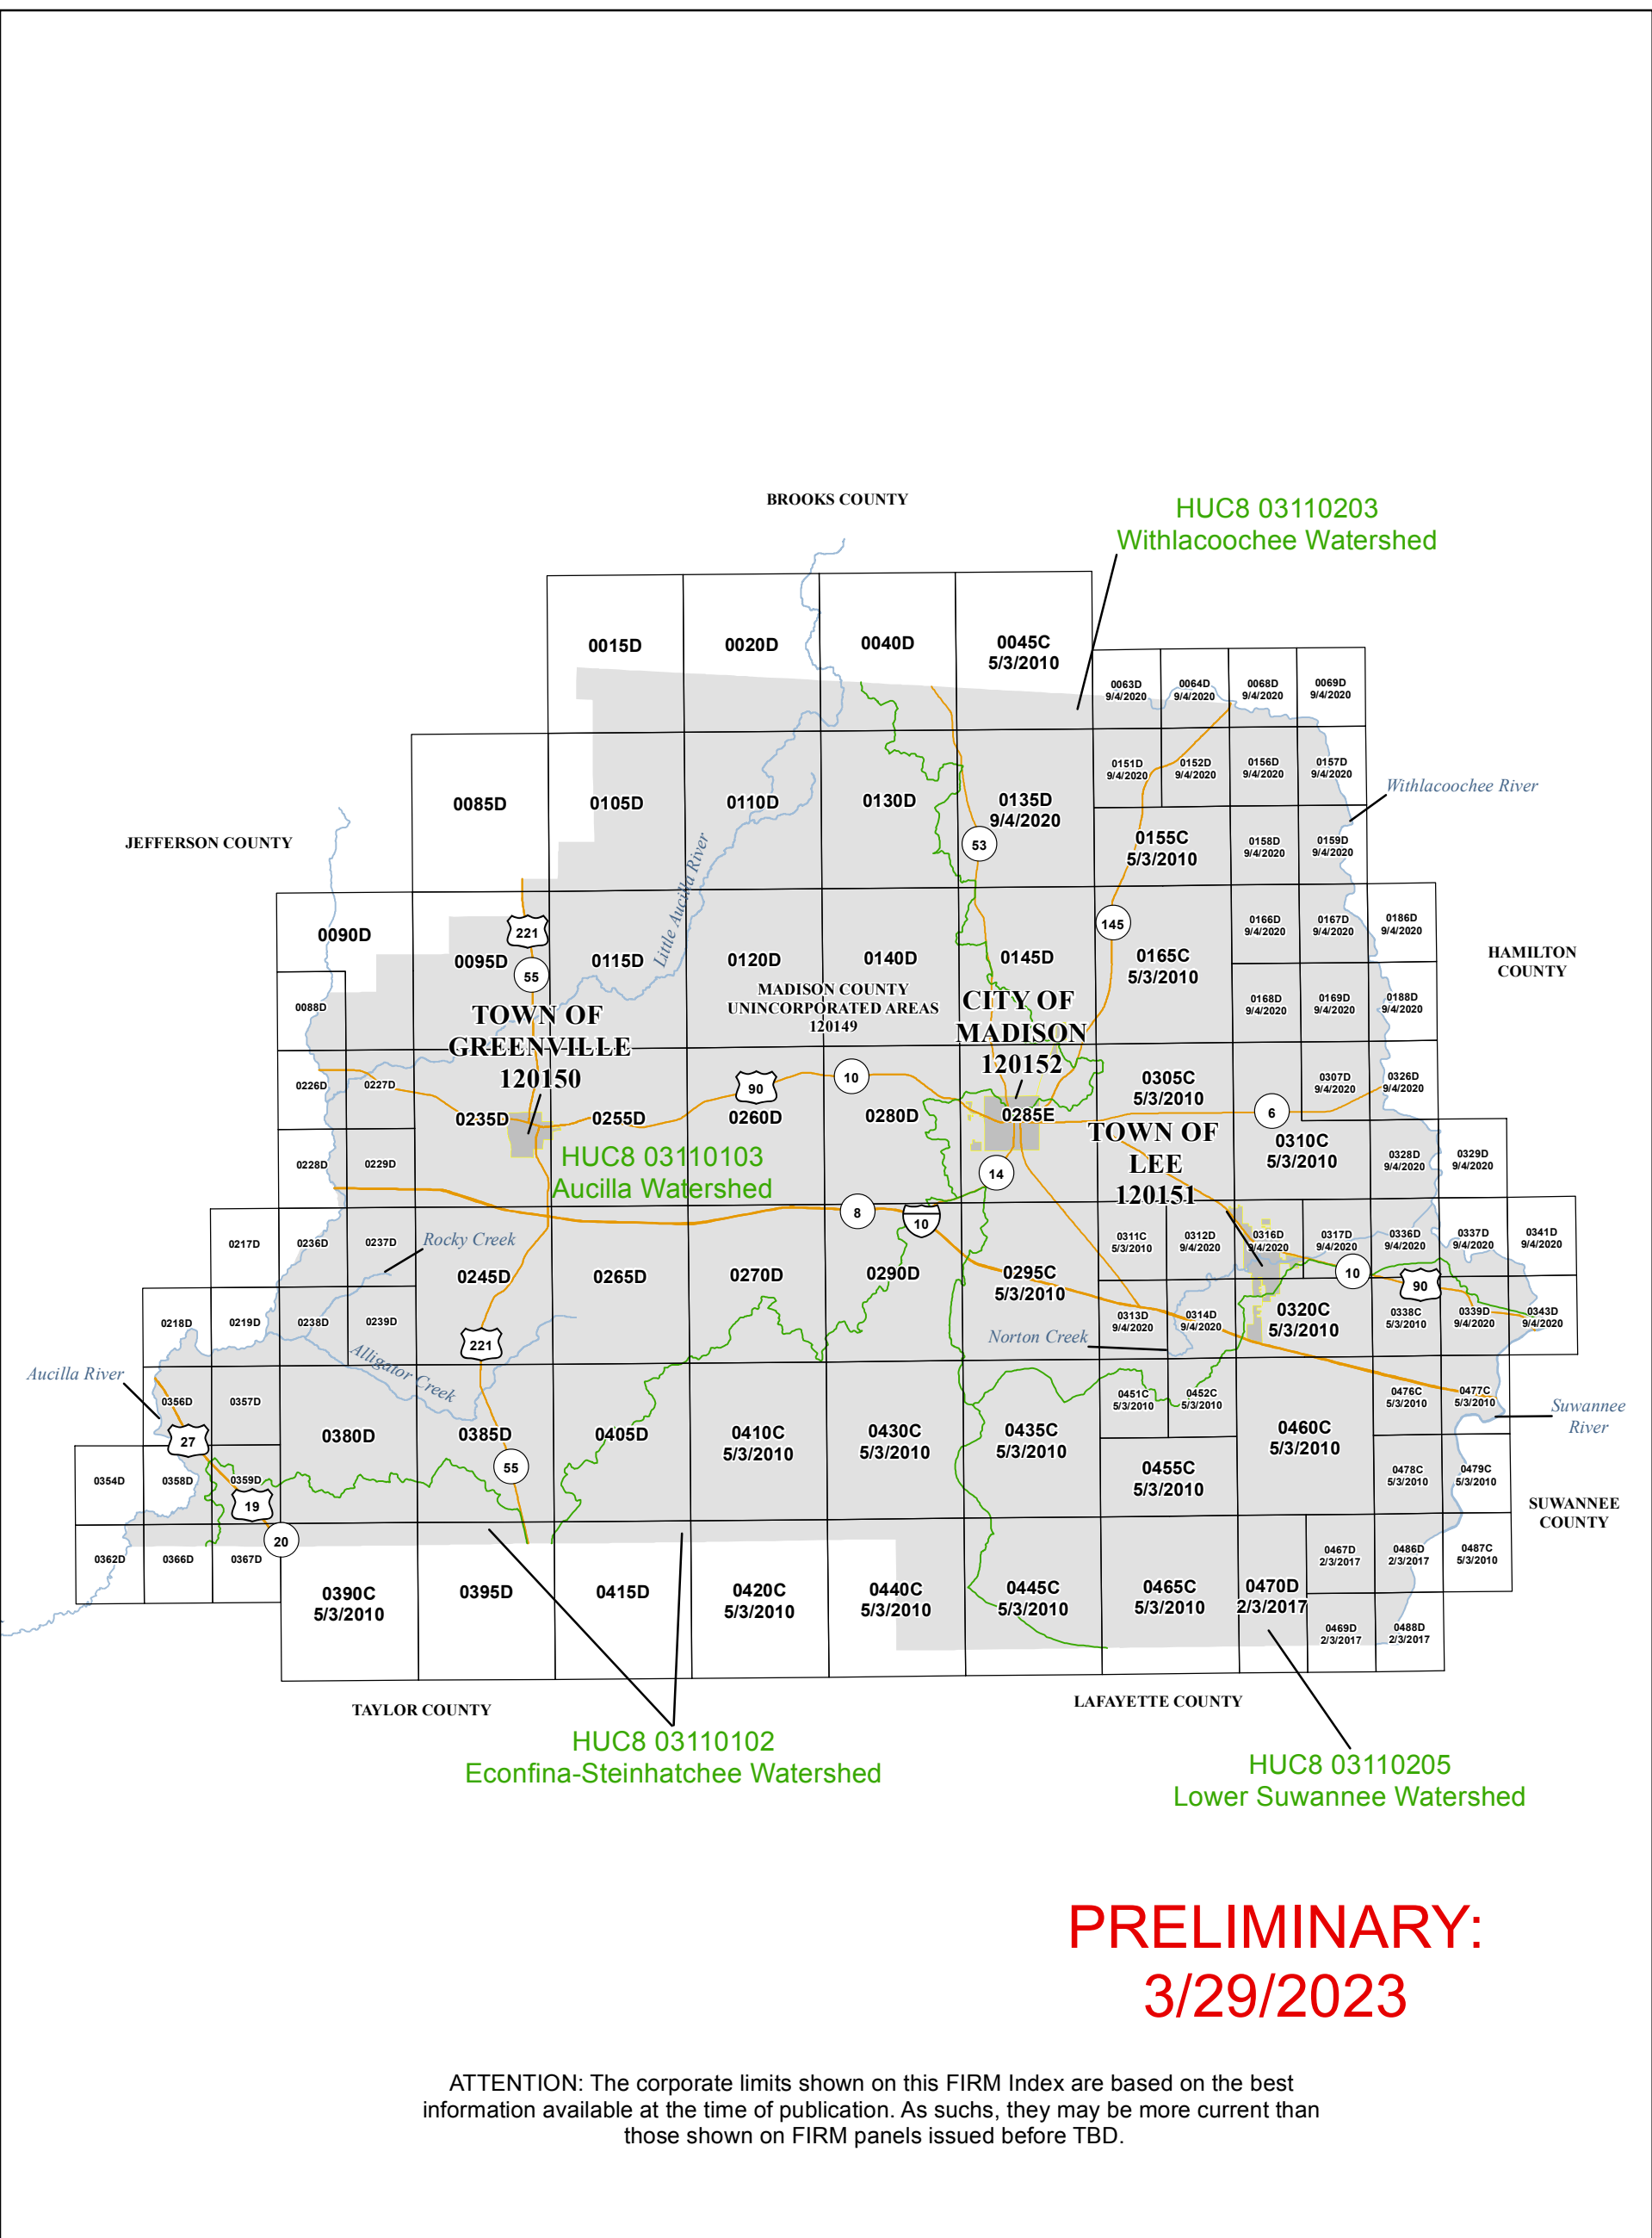 BROOKS COUNTY
HUC8 03110203
Withlacoochee Watershed
0015D
0020D
0040D
0045C
5/3/2010
0063D
9/4/2020
0064D
9/4/2020
0068D
9/4/2020
0069D
9/4/2020
0085D
0105D
0110D
0130D
0135D
9/4/2020
0151D
9/4/2020
0152D
9/4/2020
0156D
9/4/2020
0157D
9/4/2020
Withlacoochee River
JEFFERSON COUNTY
53
0155C
5/3/2010
0158D
9/4/2020
0159D
9/4/2020
Little Aucilla River
0090D
221
0095D
55
0115D
0120D
0140D
0145D
145
0165C
5/3/2010
0166D
9/4/2020
0167D
9/4/2020
0186D
9/4/2020
HAMILTON
COUNTY
0088D
TOWN OF
GREENVILLE
120150
MADISON COUNTY
UNINCORPORATED AREAS
120149
CITY OF
MADISON
120152
0168D
9/4/2020
0169D
9/4/2020
0188D
9/4/2020
0226D
0227D
0235D
0255D
90
0260D
10
0280D
0285E
0305C
5/3/2010
0307D
9/4/2020
0326D
9/4/2020
6
0228D
0229D
HUC8 03110103
Aucilla Watershed
14
TOWN OF
LEE
120151
0310C
5/3/2010
0328D
9/4/2020
0329D
9/4/2020
8
10
0217D
0236D
0237D
Rocky Creek
0245D
0265D
0270D
0290D
0295C
5/3/2010
0311C
5/3/2010
0312D
9/4/2020
0316D
9/4/2020
0317D
9/4/2020
0336D
9/4/2020
0337D
9/4/2020
0341D
9/4/2020
10
90
0218D
0219D
0238D
0239D
221
Norton Creek
0313D
9/4/2020
0314D
9/4/2020
0320C
5/3/2010
0338C
5/3/2010
0339D
9/4/2020
0343D
9/4/2020
Aucilla River
Alligator Creek
0356D
0357D
27
0380D
0385D
0405D
0410C
5/3/2010
0430C
5/3/2010
0435C
5/3/2010
0451C
5/3/2010
0452C
5/3/2010
0460C
5/3/2010
0476C
5/3/2010
0477C
5/3/2010
Suwannee
River
0354D
0358D
0359D
19
55
0455C
5/3/2010
0478C
5/3/2010
0479C
5/3/2010
SUWANNEE
COUNTY
0362D
0366D
0367D
20
0390C
5/3/2010
0395D
0415D
0420C
5/3/2010
0440C
5/3/2010
0445C
5/3/2010
0465C
5/3/2010
0470D
2/3/2017
0467D
2/3/2017
0486D
2/3/2017
0487C
5/3/2010
0469D
2/3/2017
0488D
2/3/2017
TAYLOR COUNTY
LAFAYETTE COUNTY
HUC8 03110102
Econfina-Steinhatchee Watershed
HUC8 03110205
Lower Suwannee Watershed
PRELIMINARY:
3/29/2023
ATTENTION: The corporate limits shown on this FIRM Index are based on the best
information available at the time of publication. As suchs, they may be more current than
those shown on FIRM panels issued before TBD.